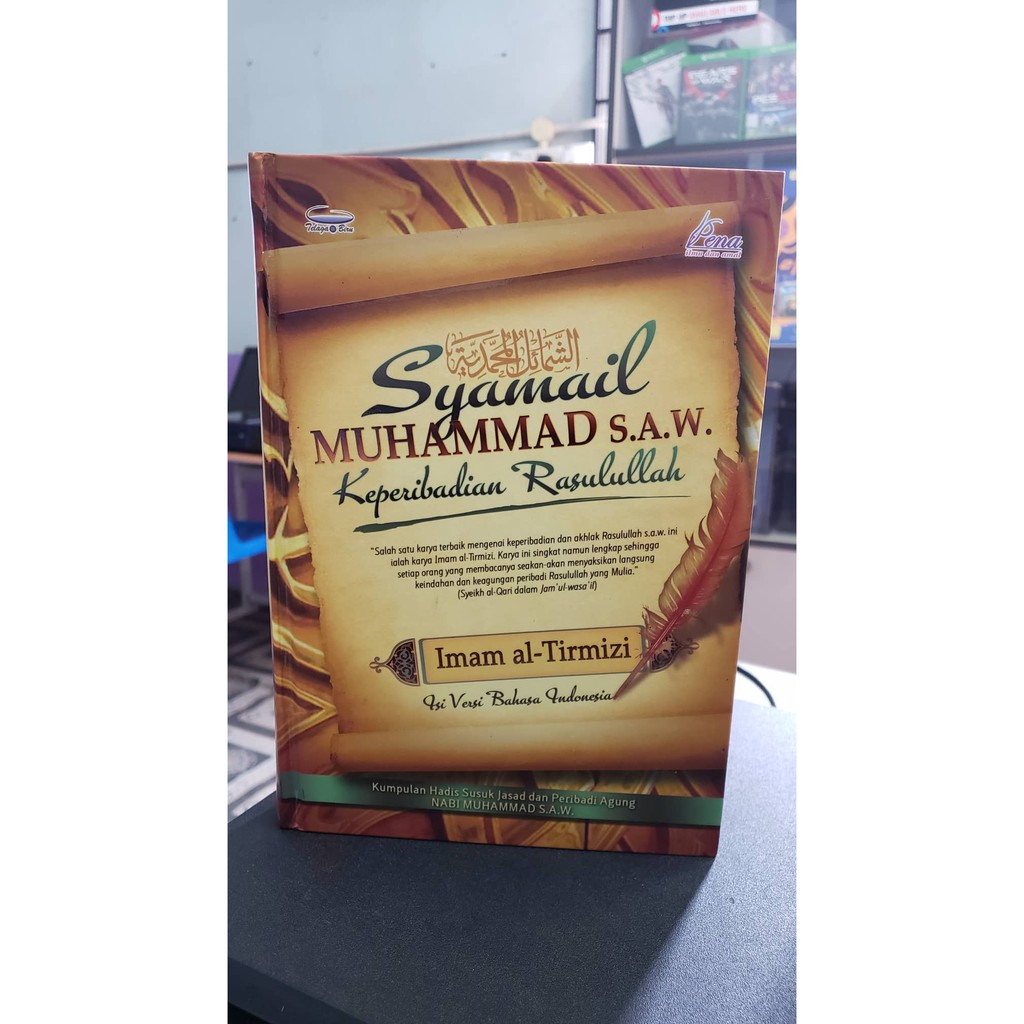 Telaga Biru
Pena
ilmu dan amal
الشَّمَائِلُ المُحَمَّدِيَّة
Syamail
MUHAMMAD S.A.W.
Keperibadian Rasulullah
"Salah satu karya terbaik mengenai keperibadian dan akhlak Rasulullah s.a.w. ini
ialah karya Imam al-Tirmizi. Karya ini singkat namun lengkap sehingga
setiap orang yang membacanya seakan-akan menyaksikan langsung
keindahan dan keagungan peribadi Rasulullah yang Mulia."
(Syeikh al-Qari dalam Jam'ul-wasa'il)
Imam al-Tirmizi
Isi Versi Bahasa Indonesia
Kumpulan Hadis Susuk Jasad dan Peribadi Agung
NABI MUHAMMAD S.A.W.